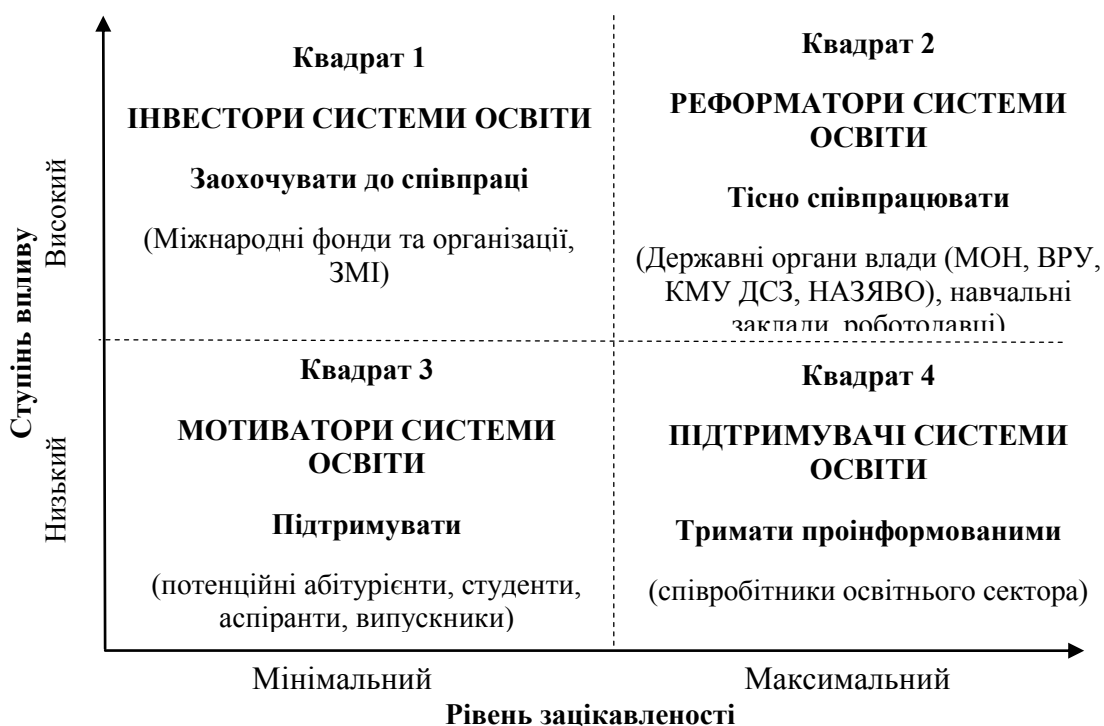 Квадрат 1
ІНВЕСТОРИ СИСТЕМИ ОСВІТИ
Заохочувати до співпраці
(Міжнародні фонди та організації,
ЗМІ)
Квадрат 2
РЕФОРМАТОРИ СИСТЕМИ
ОСВІТИ
Тісно співпрацювати
(Державні органи влади (МОН, ВРУ,
КМУ ДСЗ, НАЗЯВО), навчальні
заклади, роботодавці)
Квадрат 3
МОТИВАТОРИ СИСТЕМИ
ОСВІТИ
Підтримувати
(потенційні абітурієнти, студенти,
аспіранти, випускники)
Квадрат 4
ПІДТРИМУВАЧІ СИСТЕМИ
ОСВІТИ
Тримати проінформованими
(співробітники освітнього сектора)
Ступінь впливу
Високий
Низький
Мінімальний
Максимальний
Рівень зацікавленості